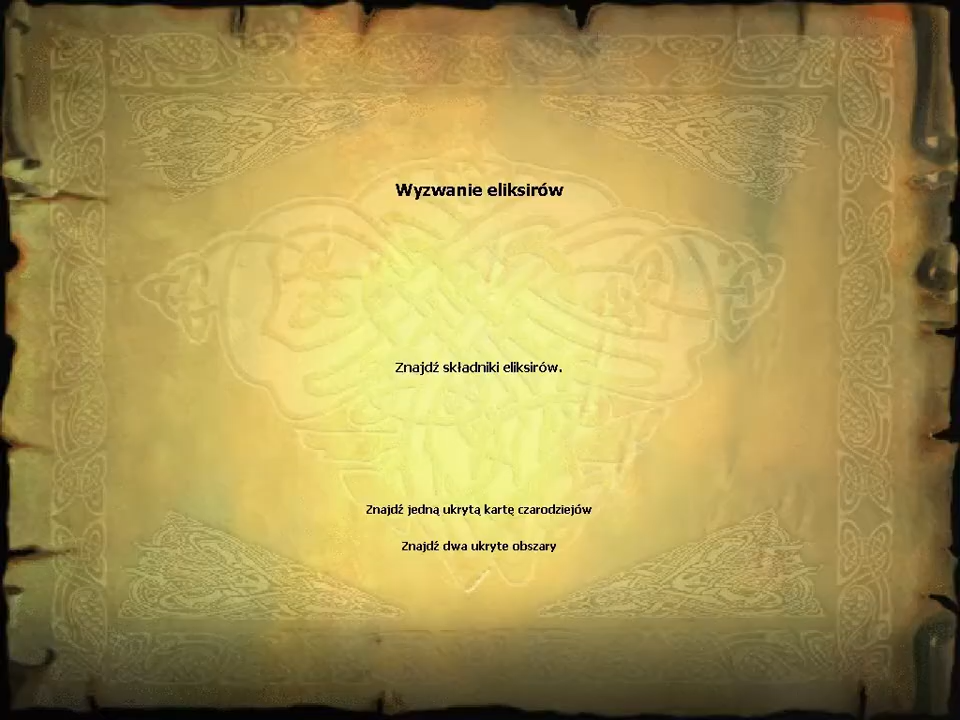 Wyzwanie eliksirów
Znajdź składniki eliksirów.
Znajdź jedną ukrytą kartę czarodziejów
Znajdź dwa ukryte obszary